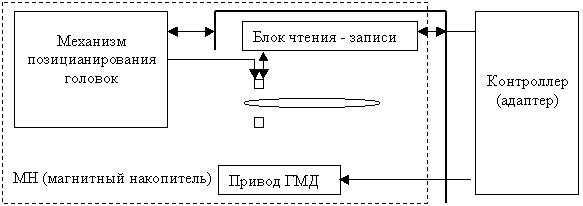 Механизм
позицианирования
головок
Блок чтения - записи
Контроллер
(адаптер)
МН (магнитный накопитель)
Привод ГМД